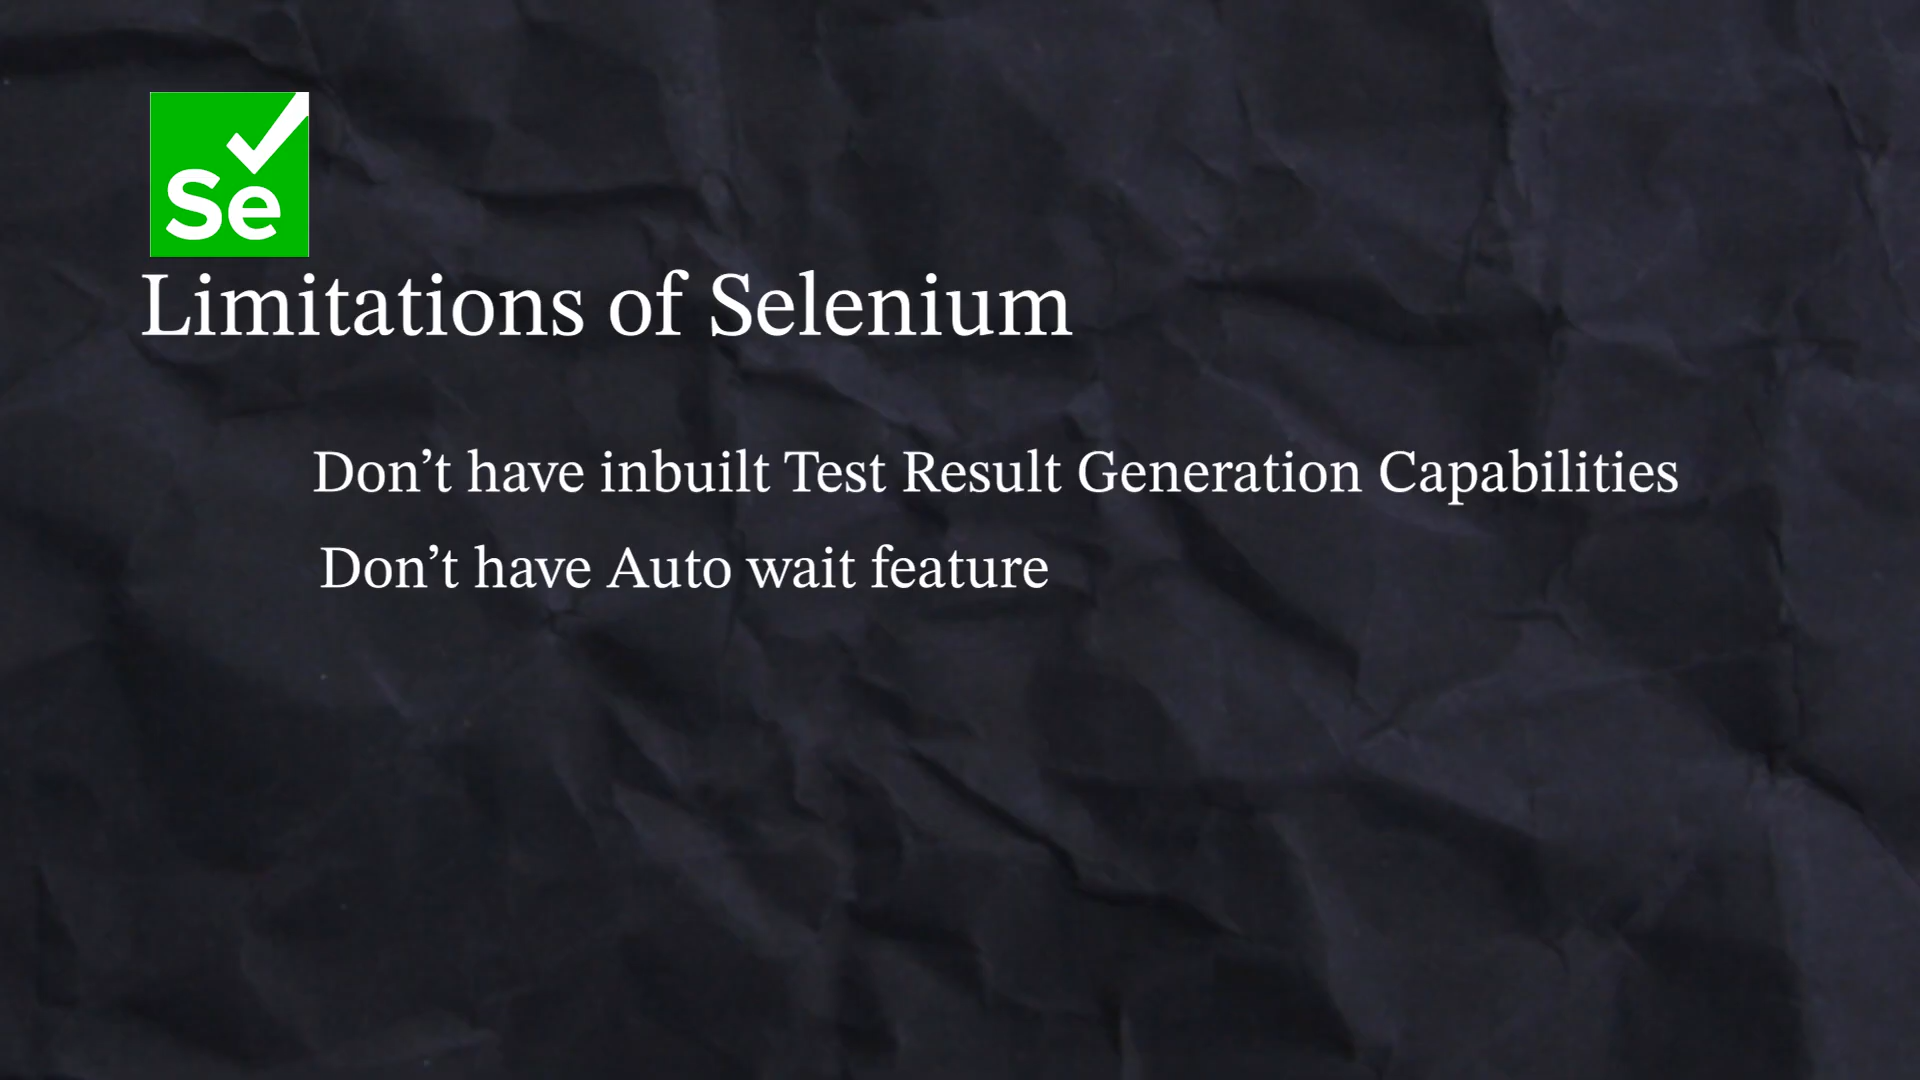 Se
Limitations of Selenium
Don’t have inbuilt Test Result Generation Capabilities
Don’t have Auto wait feature